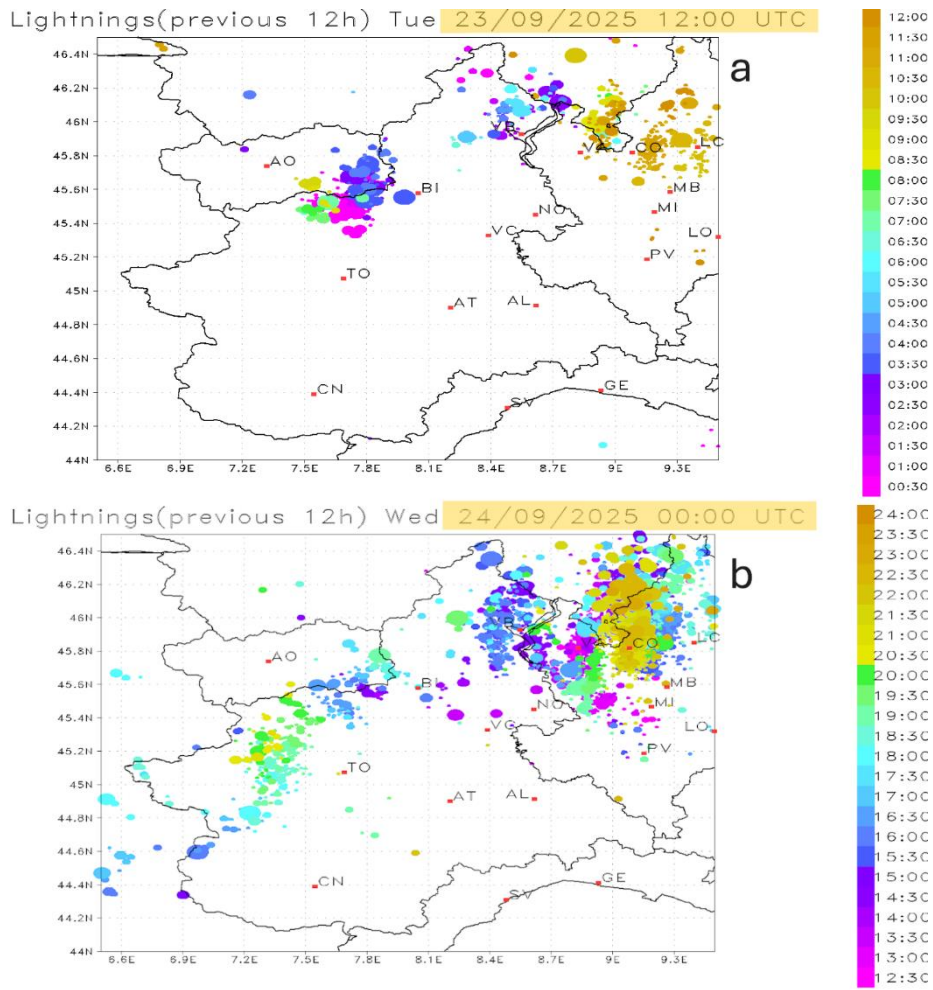 Lightnings(previous 12h) Tue 23/09/2025 12:00 UTC
a
46.4N
46.2N
46N
45.8N
45.6N
45.4N
45.2N
45N
44.8N
44.6N
44.4N
44.2N
44N
6.6E 6.9E 7.2E 7.5E 7.8E 8.1E 8.4E 8.7E 9E 9.3E
VB
VA
CO
LC
AO
BI
MB
NO
MI
VC
LO
PV
TO
AT
AL
CN
GE
SV
12:00
11:30
10:30
10:00
09:00
08:30
08:00
07:00
06:30
05:30
05:00
04:30
04:00
03:30
03:00
02:30
02:00
01:30
01:00
00:30
Lightnings(previous 12h) Wed 24/09/2025 00:00 UTC
b
46.4N
46.2N
46N
45.8N
45.6N
45.4N
45.2N
45N
44.8N
44.6N
44.4N
44.2N
44N
6.6E 6.9E 7.2E 7.5E 7.8E 8.1E 8.4E 8.7E 9E 9.3E
VB
CO
LC
AO
BI
MB
NO
MI
VC
LO
PV
TO
AT
AL
CN
GE
SV
24:00
23:30
23:00
22:30
22:00
21:30
21:00
20:30
20:00
19:30
19:00
18:30
18:00
17:30
17:00
16:30
16:00
15:30
15:00
14:30
14:00
13:30
13:00
12:30